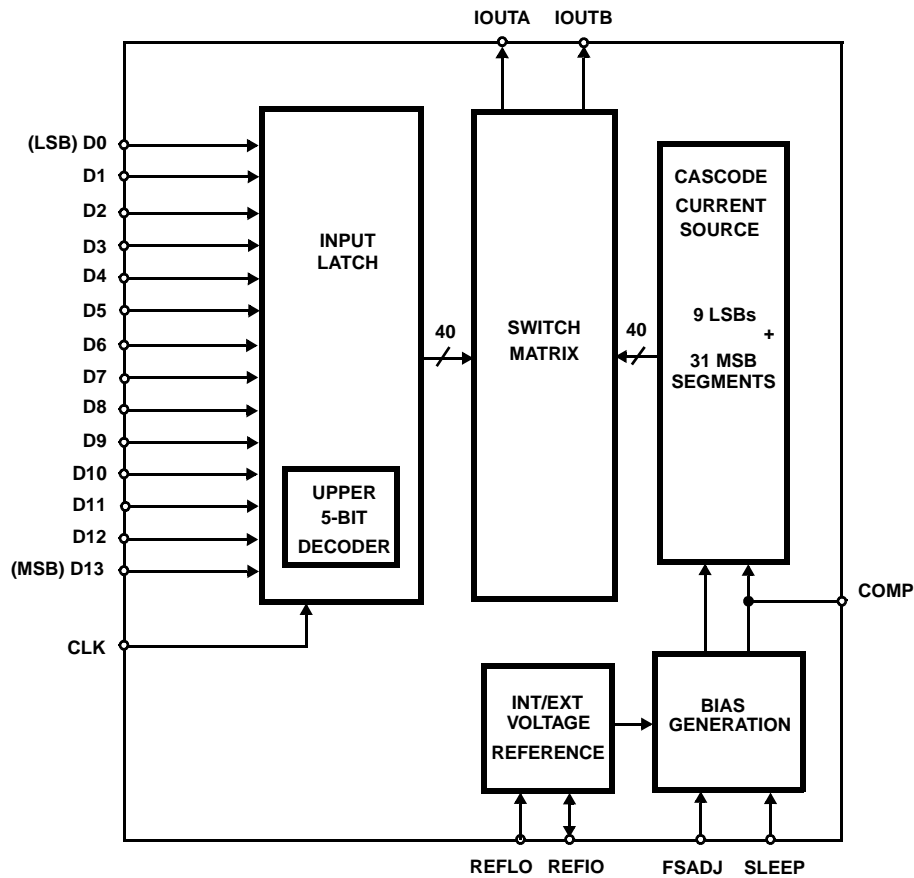 IOUTA IOUTB
(LSB) D0
D1
D2
D3
D4
D5
D6
D7
D8
D9
D10
D11
D12
(MSB) D13
CLK
INPUT
LATCH
UPPER
5-BIT
DECODER
40
SWITCH
MATRIX
40
CASCODE
CURRENT
SOURCE
9 LSBs
+
31 MSB
SEGMENTS
COMP
INT/EXT
VOLTAGE
REFERENCE
BIAS
GENERATION
REFLO REFIO FSADJ SLEEP